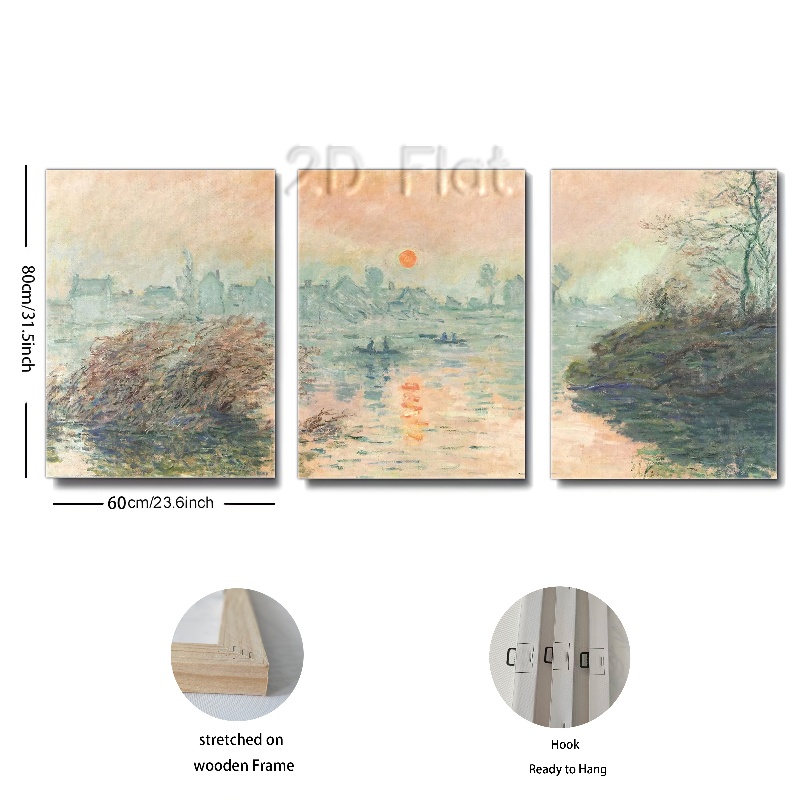 2D Flat
80cm/31.5inch
60cm/23.6inch
stretched on
wooden Frame
Hook
Ready to Hang